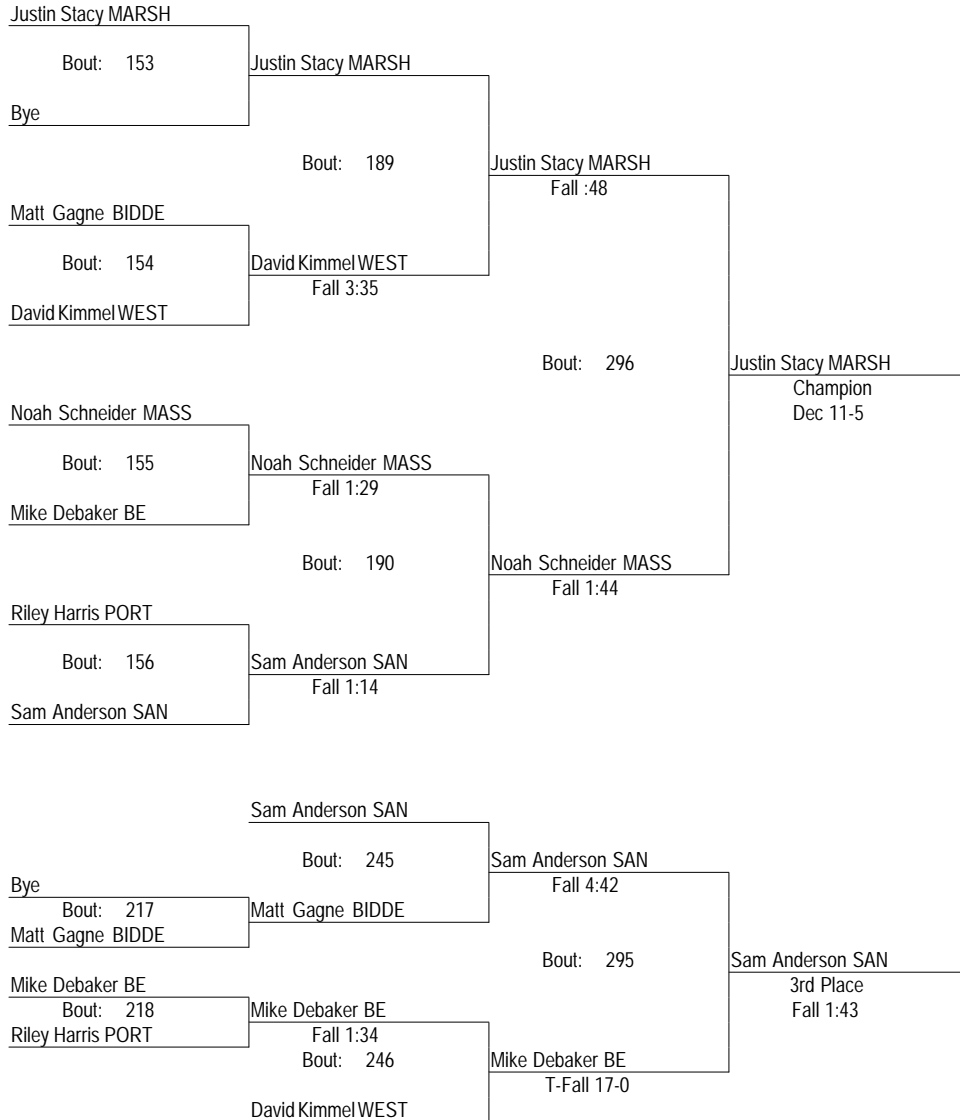 Justin Stacy MARSH
Bout: 153
Justin Stacy MARSH
Bye
Bout: 189
Justin Stacy MARSH
Fall :48
Matt Gagne BIDDE
Bout: 154
David Kimmel WEST
Fall 3:35
David Kimmel WEST
Bout: 296
Justin Stacy MARSH
Champion
Dec 11-5
Noah Schneider MASS
Bout: 155
Noah Schneider MASS
Fall 1:29
Mike Debaker BE
Bout: 190
Noah Schneider MASS
Fall 1:44
Riley Harris PORT
Bout: 156
Sam Anderson SAN
Fall 1:14
Sam Anderson SAN
Sam Anderson SAN
Bout: 245
Sam Anderson SAN
Fall 4:42
Bye
Bout: 217
Matt Gagne BIDDE
Matt Gagne BIDDE
Bout: 295
Sam Anderson SAN
3rd Place
Fall 1:43
Mike Debaker BE
Bout: 218
Mike Debaker BE
Riley Harris PORT
Fall 1:34
Bout: 246
Mike Debaker BE
T-Fall 17-0
David Kimmel WEST